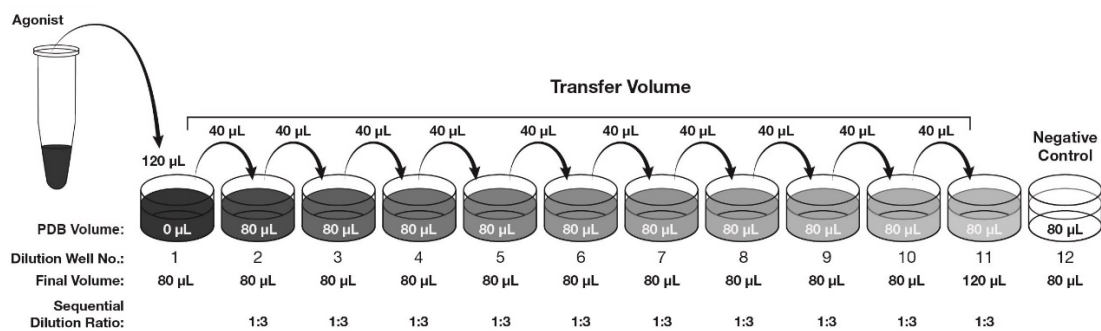 Agonist
Transfer Volume
40 µL 40 µL 40 µL 40 µL 40 µL 40 µL 40 µL 40 µL 40 µL 40 µL
Negative
Control
120 µL
PDB Volume: 0 µL 80 µL 80 µL 80 µL 80 µL 80 µL 80 µL 80 µL 80 µL 80 µL 80 µL 80 µL
Dilution Well No.: 1 2 3 4 5 6 7 8 9 10 11 12
Final Volume: 80 µL 80 µL 80 µL 80 µL 80 µL 80 µL 80 µL 80 µL 80 µL 80 µL 120 µL 80 µL
Sequential
Dilution Ratio: 1:3 1:3 1:3 1:3 1:3 1:3 1:3 1:3 1:3 1:3